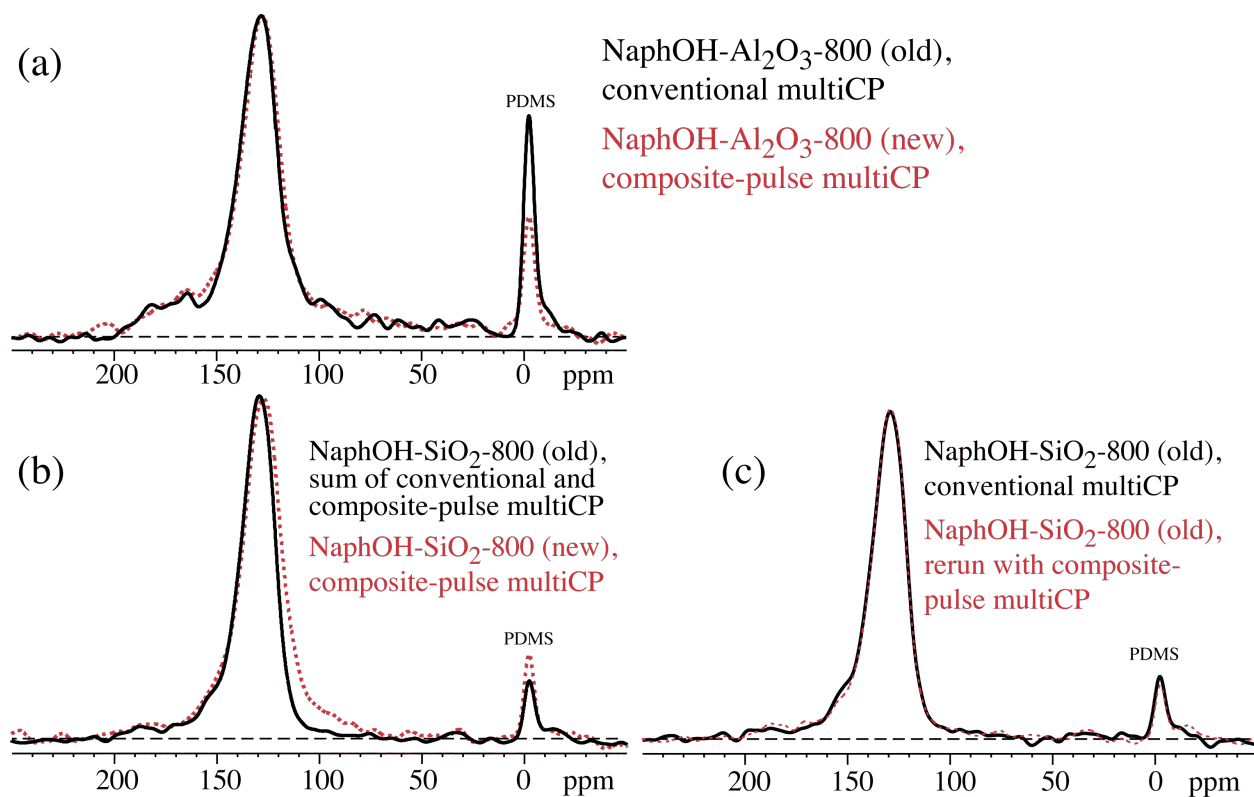 (a)
NaphOH-Al2O3-800 (old),
conventional multiCP
NaphOH-Al2O3-800 (new),
composite-pulse multiCP
PDMS
200 150 100 50 0 ppm
(b)
NaphOH-SiO2-800 (old),
sum of conventional and
composite-pulse multiCP
NaphOH-SiO2-800 (new),
composite-pulse multiCP
PDMS
200 150 100 50 0 ppm
(c)
NaphOH-SiO2-800 (old),
conventional multiCP
NaphOH-SiO2-800 (old),
rerun with composite-
pulse multiCP
PDMS
200 150 100 50 0 ppm